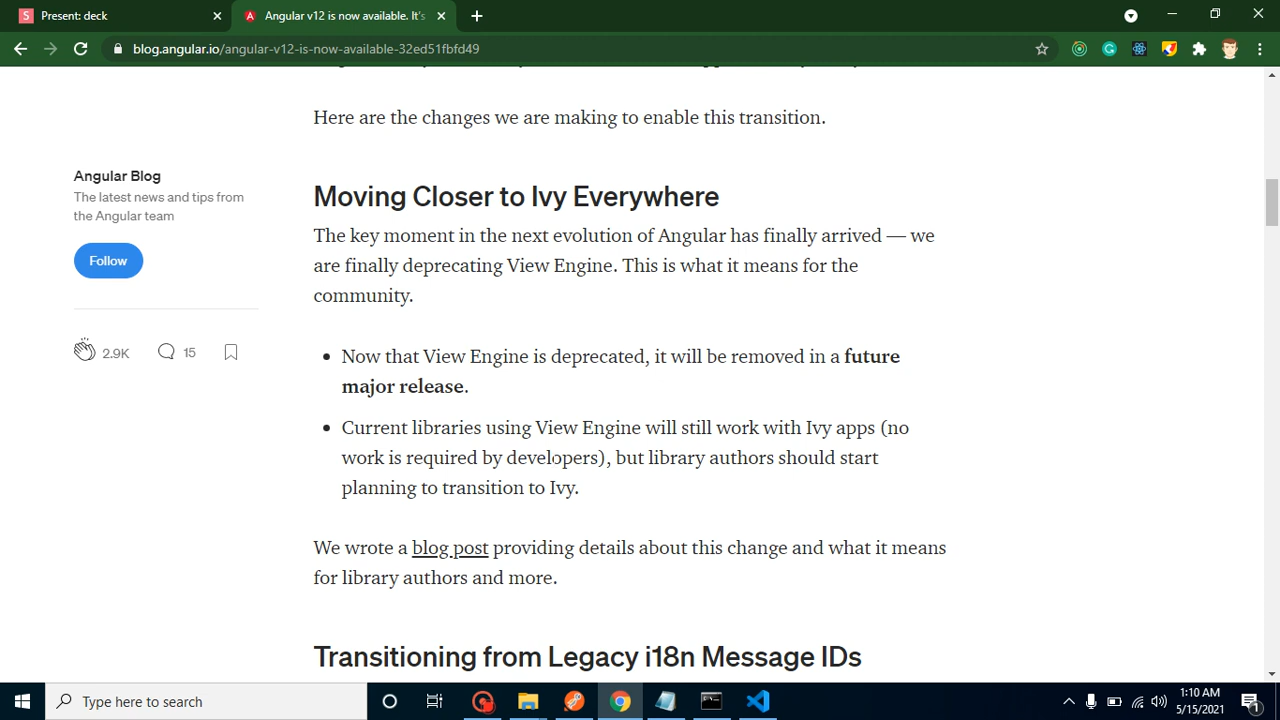 Present: deck
Angular v12 is now available. It's
blog.angular.io/angular-v12-is-now-available-32ed51fbfd49
Here are the changes we are making to enable this transition.
Angular Blog
The latest news and tips from
the Angular team
Follow
2.9K
15
Moving Closer to Ivy Everywhere
The key moment in the next evolution of Angular has finally arrived — we
are finally deprecating View Engine. This is what it means for the
community.
• Now that View Engine is deprecated, it will be removed in a future
major release.
• Current libraries using View Engine will still work with Ivy apps (no
work is required by developers), but library authors should start
planning to transition to Ivy.
We wrote a blog post providing details about this change and what it means
for library authors and more.
Transitioning from Legacy i18n Message IDs
Type here to search
1:10 AM
5/15/2021
1